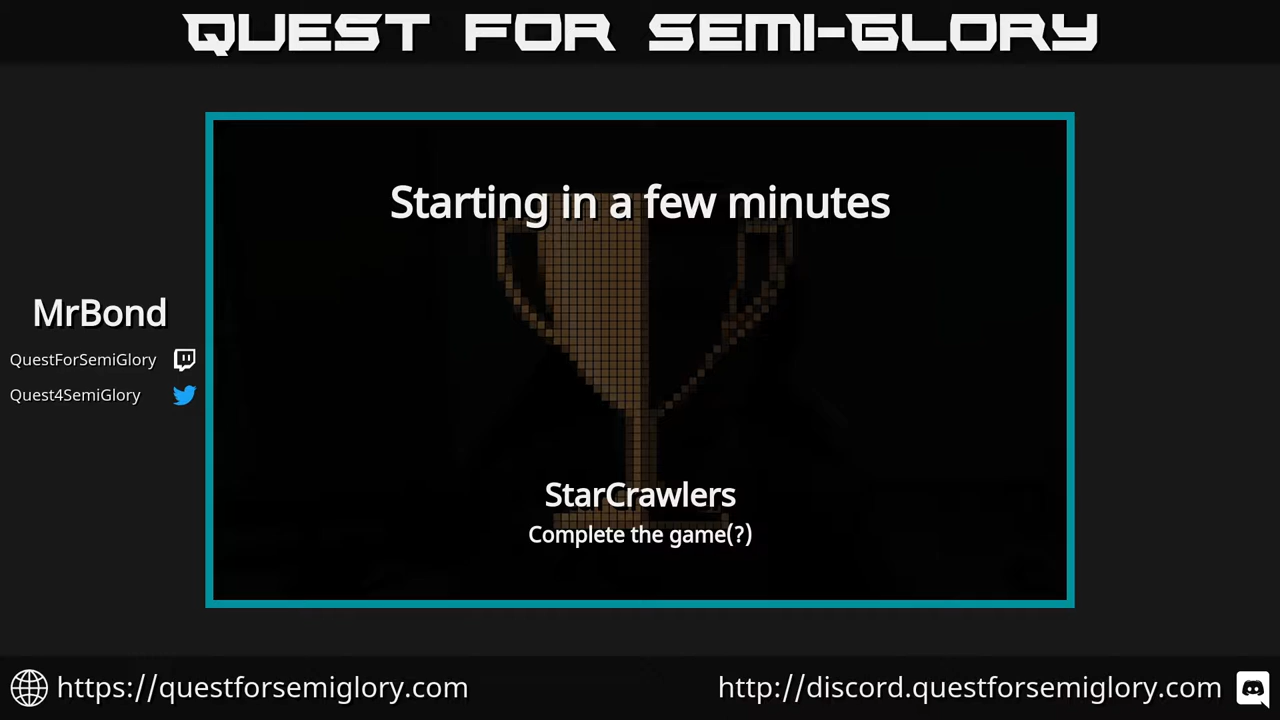 QUEST FOR SEMI-GLORY
Starting in a few minutes
MrBond
QuestForSemiGlory
Quest4SemiGlory
StarCrawlers
Complete the game(?)
https://questforsemiglory.com
http://discord.questforsemiglory.com